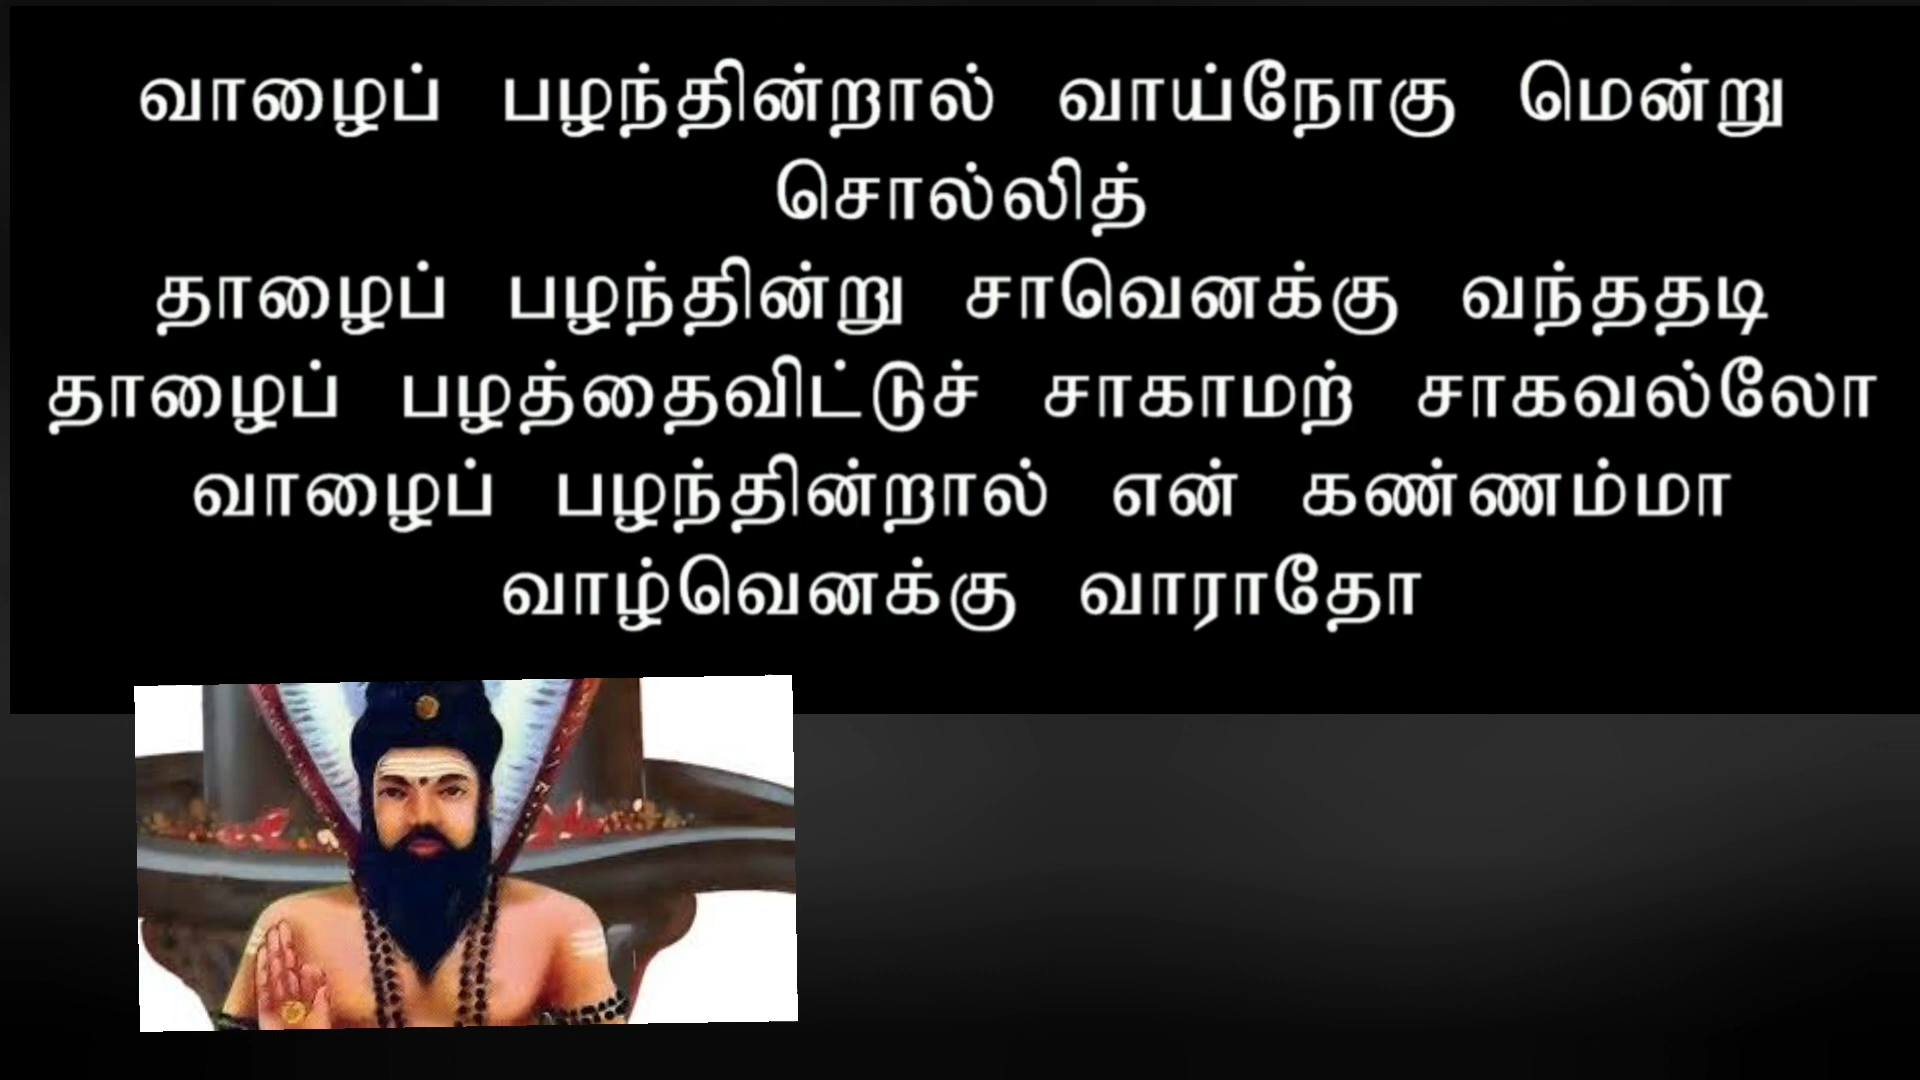 வாழைப் பழந்தின்றால் வாய்நோகு மென்று
சொல்லித்
தாழைப் பழந்தின்று சாவெனக்கு வந்ததடி
தாழைப் பழத்தைவிட்டுச் சாகாமற் சாகவல்லோ
வாழைப் பழந்தின்றால் என் கண்ணம்மா
வாழ்வெனக்கு வாராதோ